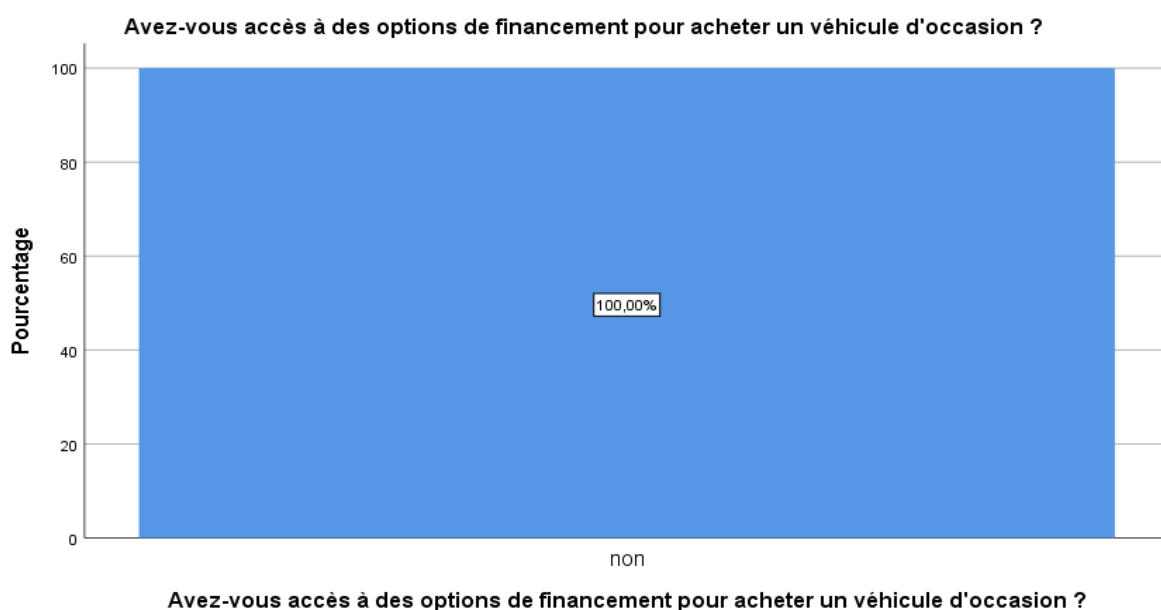 Avez-vous accès à des options de financement pour acheter un véhicule d'occasion ?
100
80
60
40
20
0
Pourcentage
100,00%
non
Avez-vous accès à des options de financement pour acheter un véhicule d'occasion ?